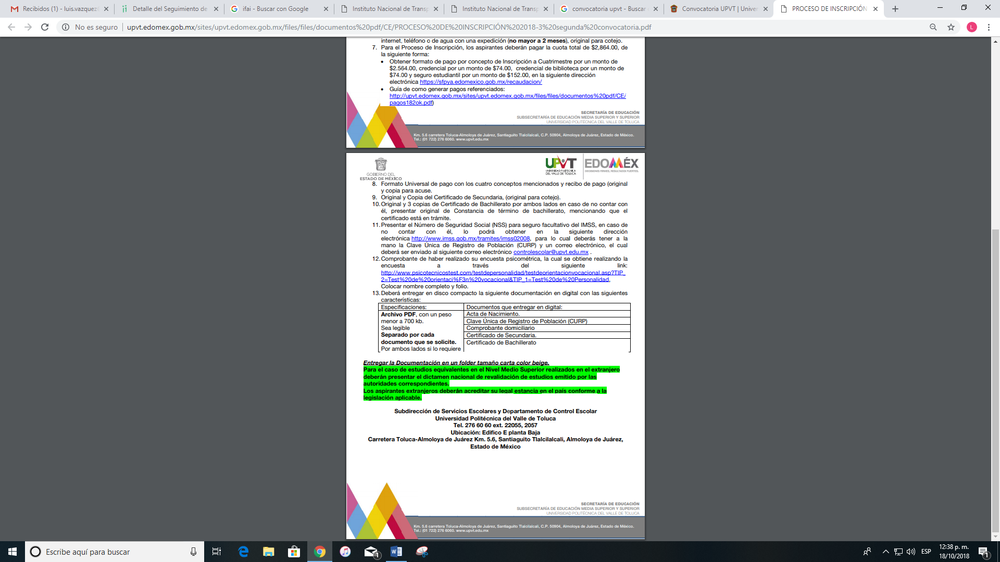 Recibidos (1) - luis.vazquez
Detalle del Seguimiento de
ifai - Buscar con Google
Instituto Nacional de Transp
Instituto Nacional de Transp
convocatoria upvt - Buscar
Convocatoria UPVT | Univer
PROCESO DE INSCRIPCIÓN
No es seguro
upvt.edomex.gob.mx/sites/upvt.edomex.gob.mx/files/files/documentos%20pdf/CE/PROCESO%20DE%20INSCRIPCIÓN%202018-3%20segunda%20convocatoria.pdf
L
internet, teléfono o de agua con una expedición (no mayor a 2 meses), original para cotejo.
7. Para el Proceso de Inscripción, los aspirantes deberán pagar la cuota total de $2,864.00, de
la siguiente forma:
• Obtener formato de pago por concepto de Inscripción a Cuatrimestre por un monto de
$2.564.00, credencial por un monto de $74.00, credencial de biblioteca por un monto de
$74.00 y seguro estudiantil por un monto de $152.00, en la siguiente dirección
electrónica https://sfpya.edomexico.gob.mx/recaudacion/
• Guía de como generar pagos referenciados:
http://upvt.edomex.gob.mx/sites/upvt.edomex.gob.mx/files/files/documentos%20pdf/CE/
pagos182ok.pdf)
SECRETARÍA DE EDUCACIÓN
SUBSECRETARÍA DE EDUCACIÓN MEDIA SUPERIOR Y SUPERIOR
UNIVERSIDAD POLITÉCNICA DEL VALLE DE TOLUCA
Km. 5.6 carretera Toluca-Almoloya de Juárez, Santiaguito Tlalcilalcali, C.P. 50904, Almoloya de Juárez, Estado de México.
Tel.: (01 722) 276 6060. www.upvt.edu.mx
GOBIERNO DEL
ESTADO DE MÉXICO
UPVT
UNIVERSIDAD POLITÉCNICA
DEL VALLE DE TOLUCA
EDOMÉX
DECISIONES FIRMES, RESULTADOS FUERTES.
8. Formato Universal de pago con los cuatro conceptos mencionados y recibo de pago (original
y copia para acuse.
9. Original y Copia del Certificado de Secundaria, (original para cotejo).
10. Original y 3 copias de Certificado de Bachillerato por ambos lados en caso de no contar con
él, presentar original de Constancia de término de bachillerato, mencionando que el
certificado está en trámite.
11. Presentar el Número de Seguridad Social (NSS) para seguro facultativo del IMSS, en caso de
no contar con él, lo podrá obtener en la siguiente dirección
electrónica http://www.imss.gob.mx/tramites/imss02008, para lo cual deberás tener a la
mano la Clave Única de Registro de Población (CURP) y un correo electrónico, el cual
deberá ser enviado al siguiente correo electrónico controlescolar@upvt.edu.mx .
12. Comprobante de haber realizado su encuesta psicométrica, la cual se obtiene realizando la
encuesta a través del siguiente link:
http://www.psicotecnicostest.com/testdepersonalidad/testdeorientacionvocacional.asp?TIP_
2=Test%20de%20orientaci%F3n%20vocacional&TIP_1=Test%20de%20Personalidad,
Colocar nombre completo y folio.
13. Deberá entregar en disco compacto la siguiente documentación en digital con las siguientes
características:
Especificaciones: Documentos que entregar en digital:
Archivo PDF, con un peso
menor a 700 kb.
Sea legible
Separado por cada
documento que se solicite.
Por ambos lados si lo requiere
Acta de Nacimiento.
Clave Única de Registro de Población (CURP)
Comprobante domiciliario
Certificado de Secundaria.
Certificado de Bachillerato
Entregar la Documentación en un folder tamaño carta color beige.
Para el caso de estudios equivalentes en el Nivel Medio Superior realizados en el extranjero
deberán presentar el dictamen nacional de revalidación de estudios emitido por las
autoridades correspondientes.
Los aspirantes extranjeros deberán acreditar su legal estancia en el país conforme a la
legislación aplicable.
Subdirección de Servicios Escolares y Departamento de Control Escolar
Universidad Politécnica del Valle de Toluca
Tel. 276 60 60 ext. 22055, 2057
Ubicación: Edifico E planta Baja
Carretera Toluca-Almoloya de Juárez Km. 5.6, Santiaguito Tlalcilalcali, Almoloya de Juárez,
Estado de México
SECRETARÍA DE EDUCACIÓN
SUBSECRETARÍA DE EDUCACIÓN MEDIA SUPERIOR Y SUPERIOR
UNIVERSIDAD POLITÉCNICA DEL VALLE DE TOLUCA
Km. 5.6 carretera Toluca-Almoloya de Juárez, Santiaguito Tlalcilalcali, C.P. 50904, Almoloya de Juárez, Estado de México.
Tel.: (01 722) 276 6060. www.upvt.edu.mx
Escribe aquí para buscar
1
ESP
12:38 p. m.
18/10/2018
1